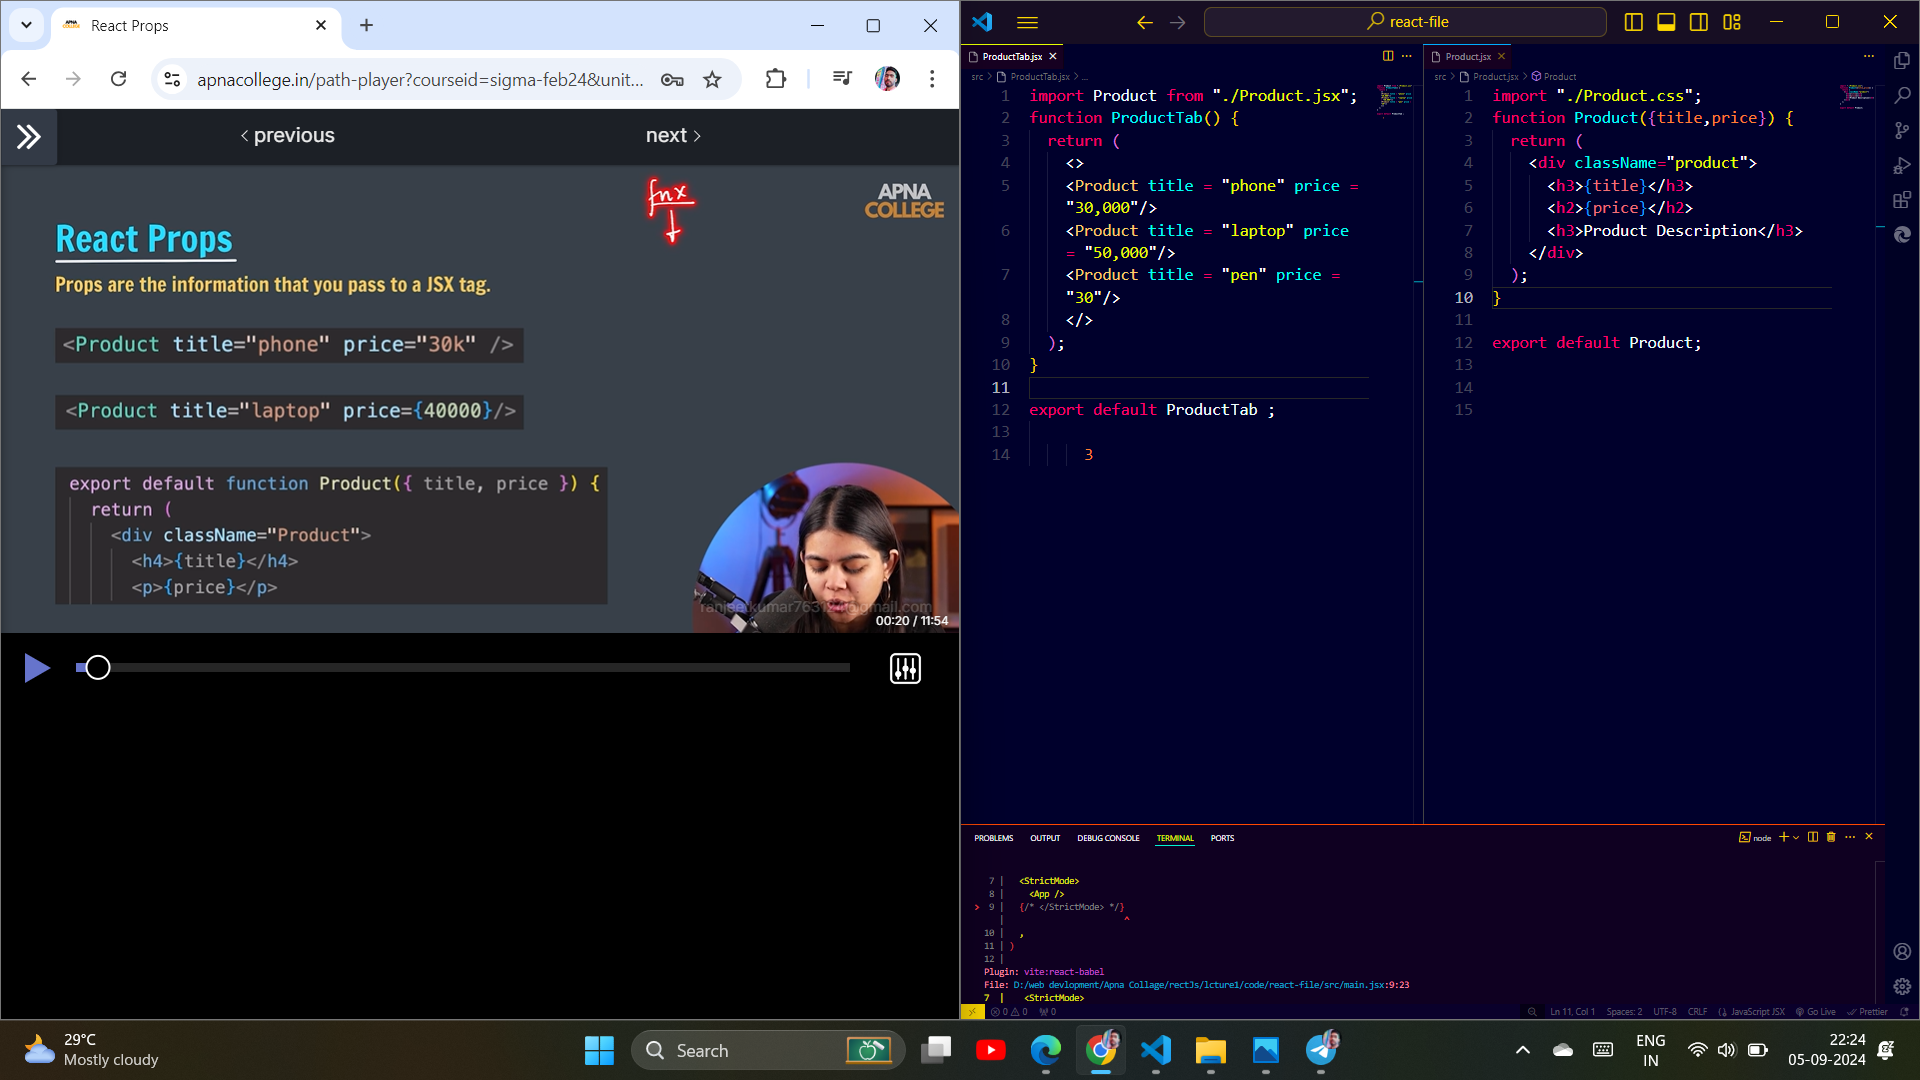 React Props
apnacollege.in/path-player?courseid=sigma-feb24&unit...
previous
next
fnx
APNA
COLLEGE
React Props
Props are the information that you pass to a JSX tag.
<Product title="phone" price="30k" />
<Product title="laptop" price={40000}/>
export default function Product({ title, price }) {
return (
<div className="Product">
<h4>{title}</h4>
<p>{price}</p>
00:20 / 11:54
react-file
ProductTab.jsx
src > ProductTab.jsx > ...
1 import Product from "./Product.jsx";
2 function ProductTab() {
3 return (
4 <>
5 <Product title = "phone" price =
"30,000"/>
6 <Product title = "laptop" price
= "50,000"/>
7 <Product title = "pen" price =
"30"/>
8 </>
9 );
10 }
11
12 export default ProductTab ;
13
14 3
Product.jsx
src > Product.jsx > Product
1 import "./Product.css";
2 function Product({title,price}) {
3 return (
4 <div className="product">
5 <h3>{title}</h3>
6 <h2>{price}</h2>
7 <h3>Product Description</h3>
8 </div>
9 );
10 }
11
12 export default Product;
13
14
15
PROBLEMS OUTPUT DEBUG CONSOLE TERMINAL PORTS
node
7 | <StrictMode>
8 | <App />
> 9 | {/* </StrictMode> */}
| ^
10 | ,
11 | )
12 |
Plugin: vite:react-babel
File: D:/web devlopment/Apna Collage/rectJs/lcture1/code/react-file/src/main.jsx:9:23
7 | <StrictMode>
0 0 0
Ln 11, Col 1 Spaces: 2 UTF-8 CRLF {} JavaScript JSX Go Live Prettier
29°C
Mostly cloudy
Search
ENG
IN
22:24
05-09-2024